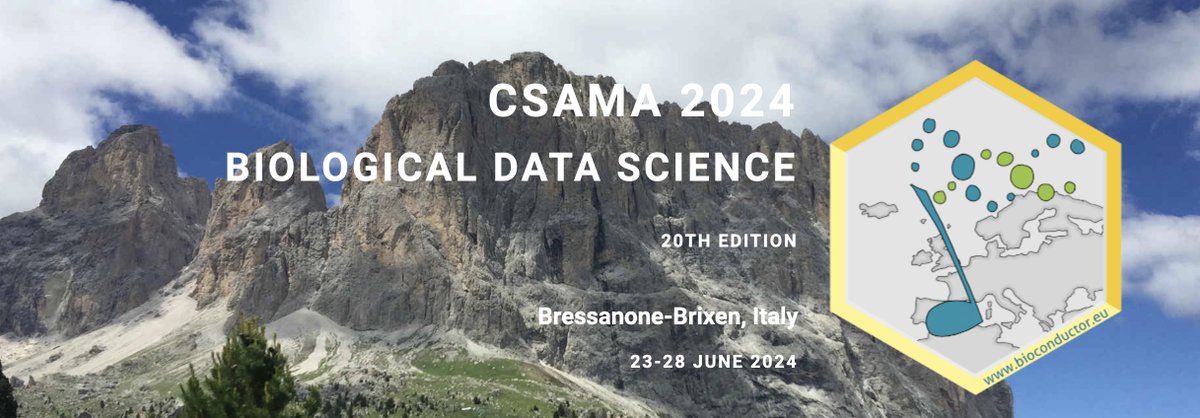 CSAMA 2024
BIOLOGICAL DATA SCIENCE
20TH EDITION
Bressanone-Brixen, Italy
23-28 JUNE 2024
www.bioconductor.eu